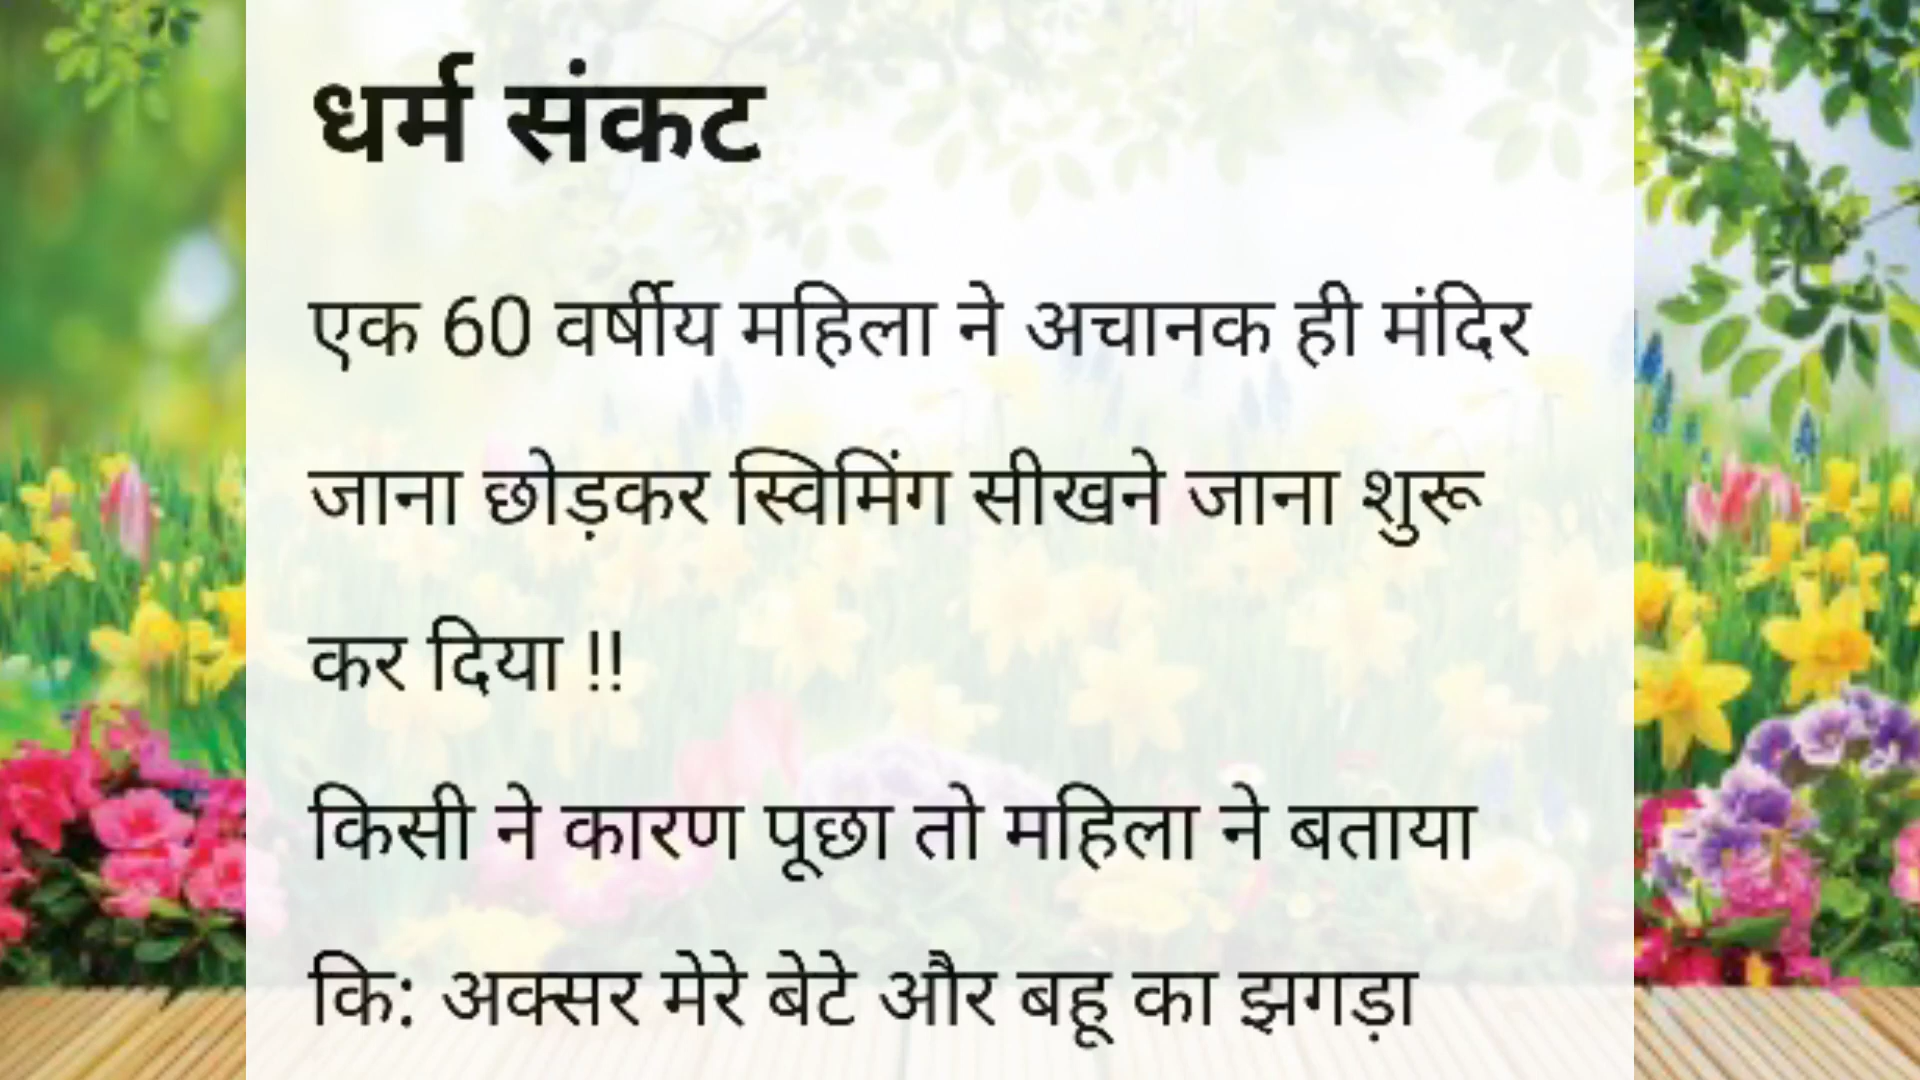 धर्म संकट
एक 60 वर्षीय महिला ने अचानक ही मंदिर
जाना छोड़कर स्विमिंग सीखने जाना शुरू
कर दिया !!
किसी ने कारण पूछा तो महिला ने बताया
कि: अक्सर मेरे बेटे और बहू का झगड़ा